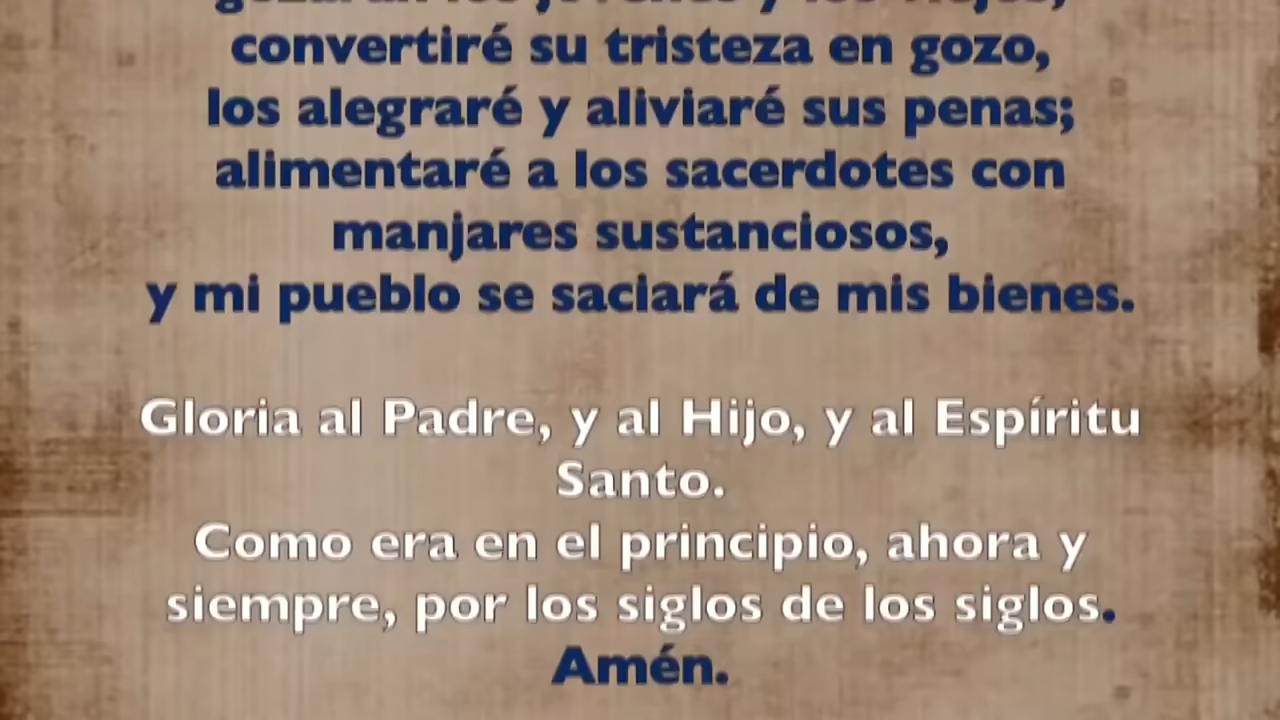 convertiré su tristeza en gozo,
los alegraré y aliviaré sus penas;
alimentaré a los sacerdotes con
manjares sustanciosos,
y mi pueblo se saciará de mis bienes.
Gloria al Padre, y al Hijo, y al Espíritu
Santo.
Como era en el principio, ahora y
siempre, por los siglos de los siglos.
Amén.